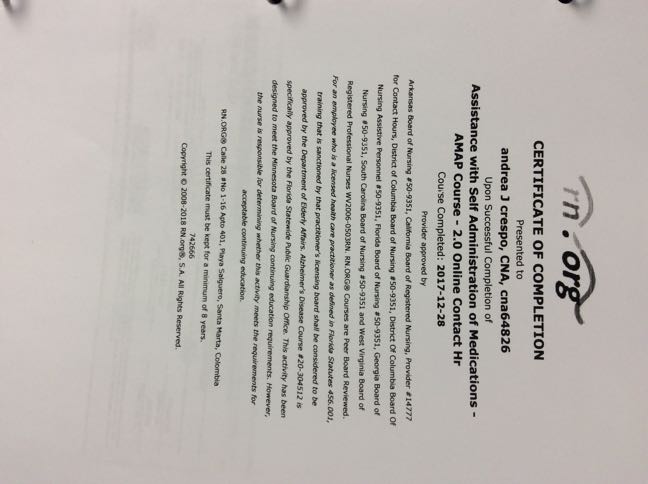 rn.org
CERTIFICATE OF COMPLETION
Presented to
andrea J crespo, CNA, cna64826
Upon Successful Completion of
Assistance with Self Administration of Medications -
AMAP Course - 2.0 Online Contact Hr
Course Completed: 2017-12-28
Provider approved by
Arkansas Board of Nursing #50-9351, California Board of Registered Nursing, Provider #14777
for Contact Hours, District of Columbia Board of Nursing #50-9351, District Of Columbia Board Of
Nursing Assistive Personnel #50-9351, Florida Board of Nursing #50-9351, Georgia Board of
Nursing #50-9351, South Carolina Board of Nursing #50-9351 and West Virginia Board of
Registered Professional Nurses WV2006-0503RN. RN.ORG® Courses are Peer Board Reviewed.
For an employee who is a licensed health care practitioner as defined in Florida Statutes 456.001,
training that is sanctioned by that practitioner's licensing board shall be considered to be
approved by the Department of Elderly Affairs. Alzheimer's Disease Course #20-304512 is
specifically approved by the Florida Statewide Public Guardianship Office. This activity has been
designed to meet the Minnesota Board of Nursing continuing education requirements. However,
the nurse is responsible for determining whether this activity meets the requirements for
acceptable continuing education.
RN.ORG® Calle 28 #No 1-16 Apto 401, Playa Salguero, Santa Marta, Colombia
This certificate must be kept for a minimum of 8 years.
742666
Copyright © 2008-2018 RN.org®, S.A. All Rights Reserved.